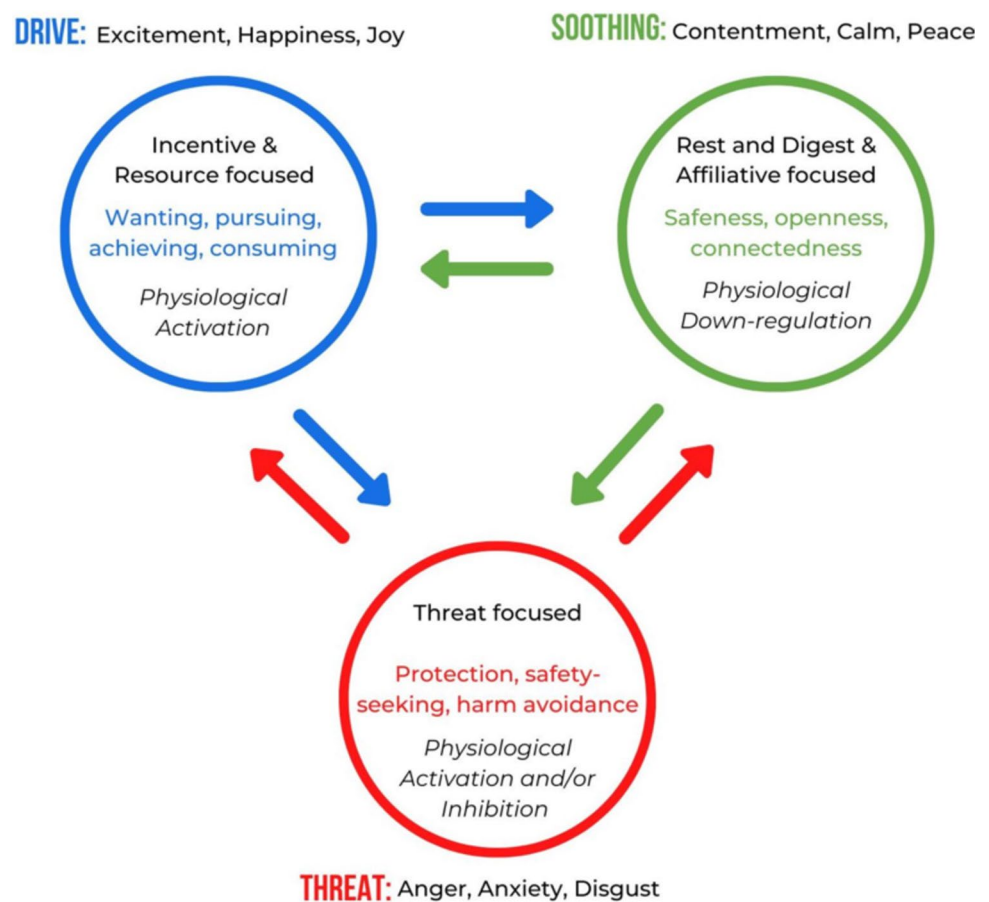 DRIVE: Excitement, Happiness, Joy
SOOTHING: Contentment, Calm, Peace
Incentive &
Resource focused
Wanting, pursuing,
achieving, consuming
Physiological
Activation
Rest and Digest &
Affiliative focused
Safeness, openness,
connectedness
Physiological
Down-regulation
Threat focused
Protection, safety-
seeking, harm avoidance
Physiological
Activation and/or
Inhibition
THREAT: Anger, Anxiety, Disgust